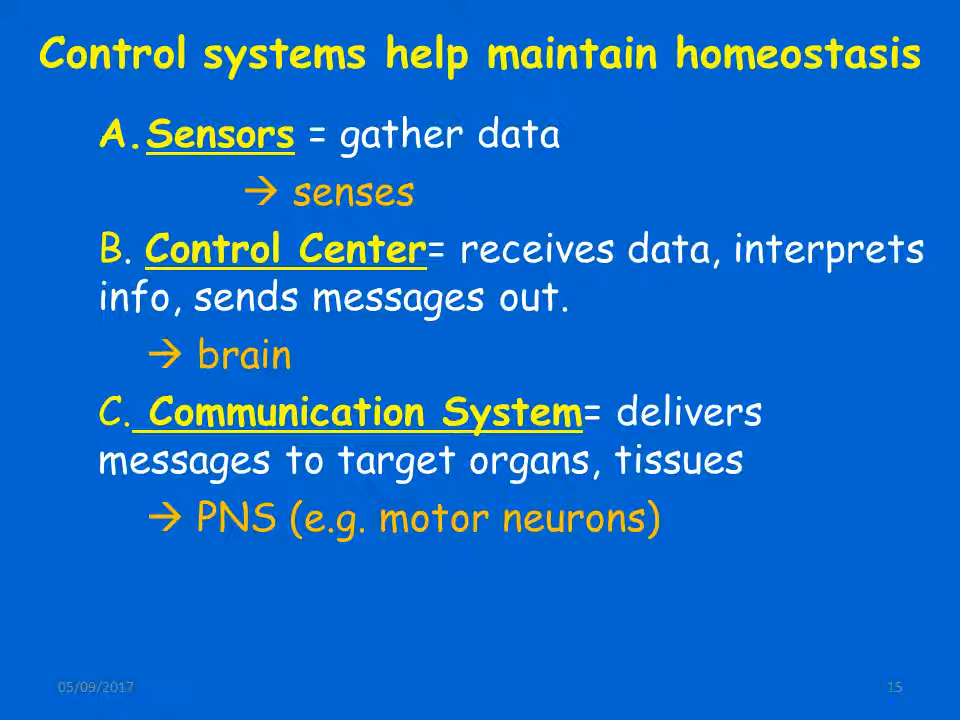 Control systems help maintain homeostasis
A.Sensors = gather data
→ senses
B. Control Center= receives data, interprets
info, sends messages out.
→ brain
C. Communication System= delivers
messages to target organs, tissues
→ PNS (e.g. motor neurons)
05/09/2017 15